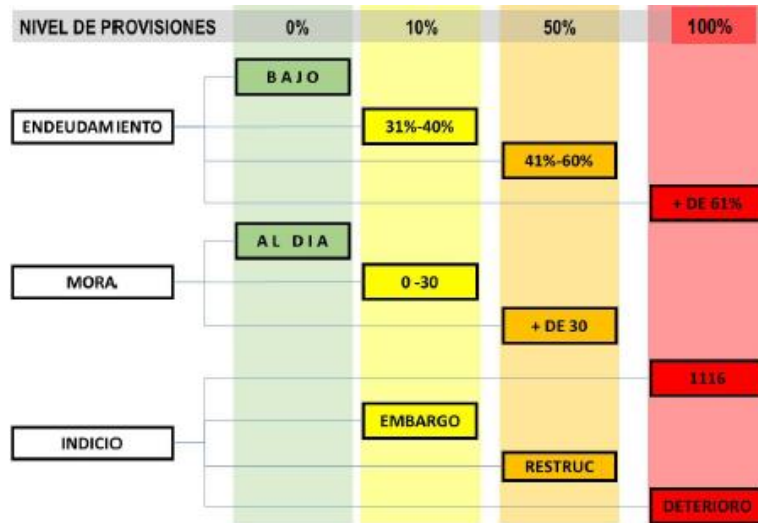 NIVEL DE PROVISIONES 0% 10% 50% 100%
BAJO
ENDEUDAMIENTO 31%-40%
41%-60%
+ DE 61%
AL DIA
MORA. 0 -30
+ DE 30
1116
EMBARGO
INDICIO
RESTRUC
DETERIORO